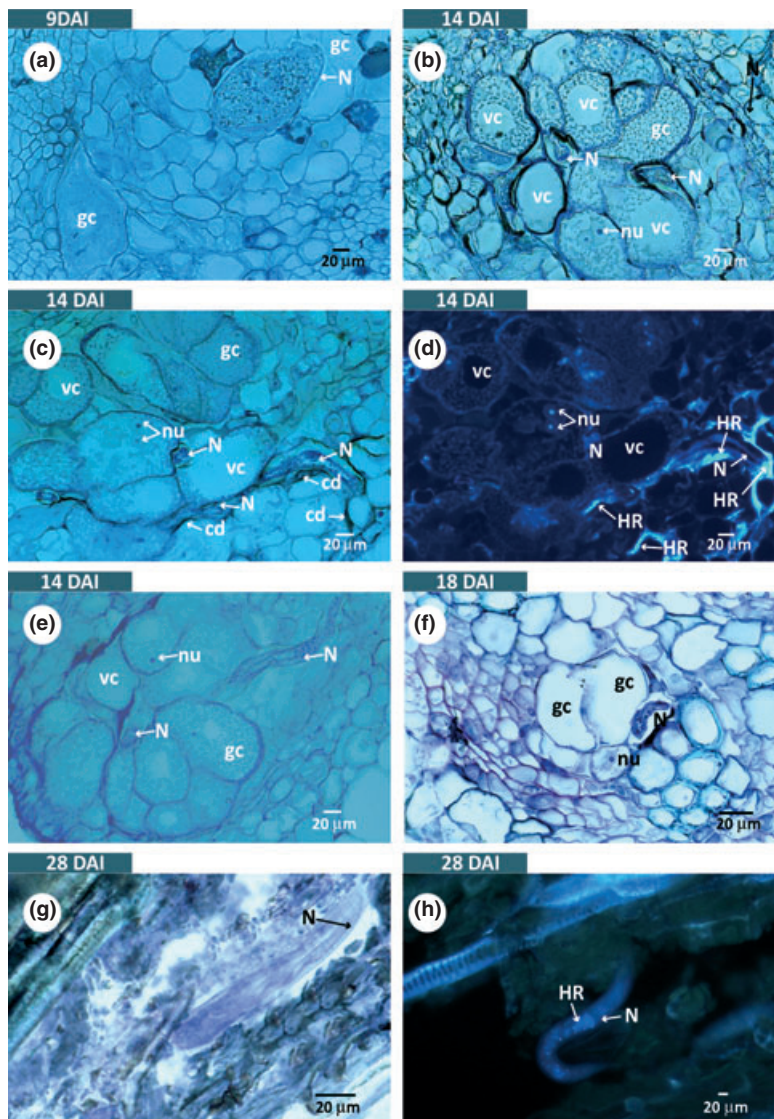 9DAI
(a)
gc
N
gc
20 μm
14 DAI
(b)
N
vc
vc
gc
N
N
vc
nu
vc
20 μm
14 DAI
(c)
gc
vc
nu
N
N
vc
cd
N
cd
cd
20 μm
14 DAI
(d)
vc
nu
HR
N
vc
N
HR
HR
HR
20 μm
14 DAI
(e)
nu
N
vc
N
gc
20 μm
18 DAI
(f)
gc
gc
N
nu
20 μm
28 DAI
(g)
N
20 μm
28 DAI
(h)
HR
N
20 μm